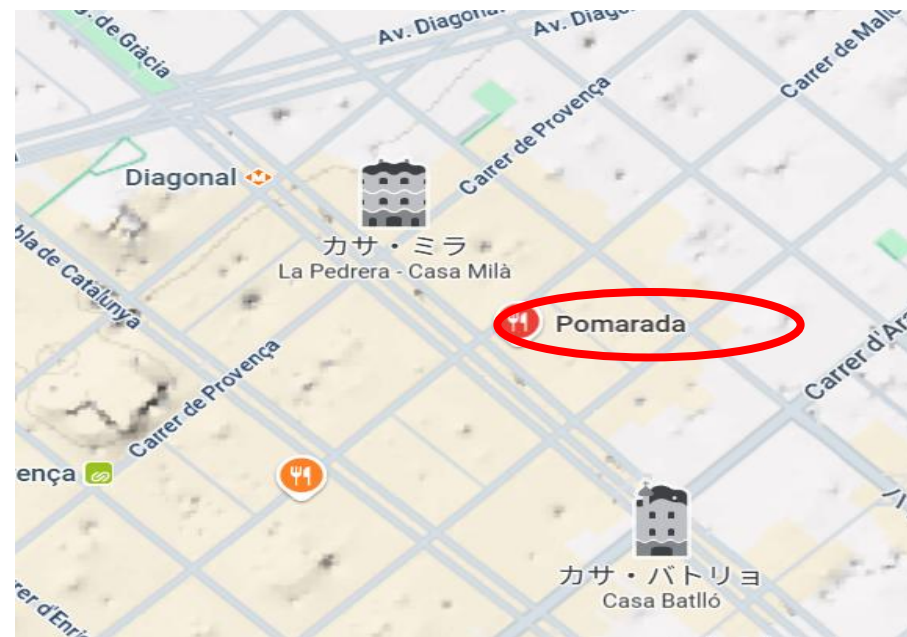 . de Gràcia
Av. Diagonal
Av. Diago
Carrer de Mallo
Carrer de Provença
Diagonal
カサ・ミラ
La Pedrera - Casa Milà
bla de Catalunya
Pomarada
Carrer d'Ara
Carrer de Provença
ença
カサ・バトリョ
Casa Batlló
rer d'Enri